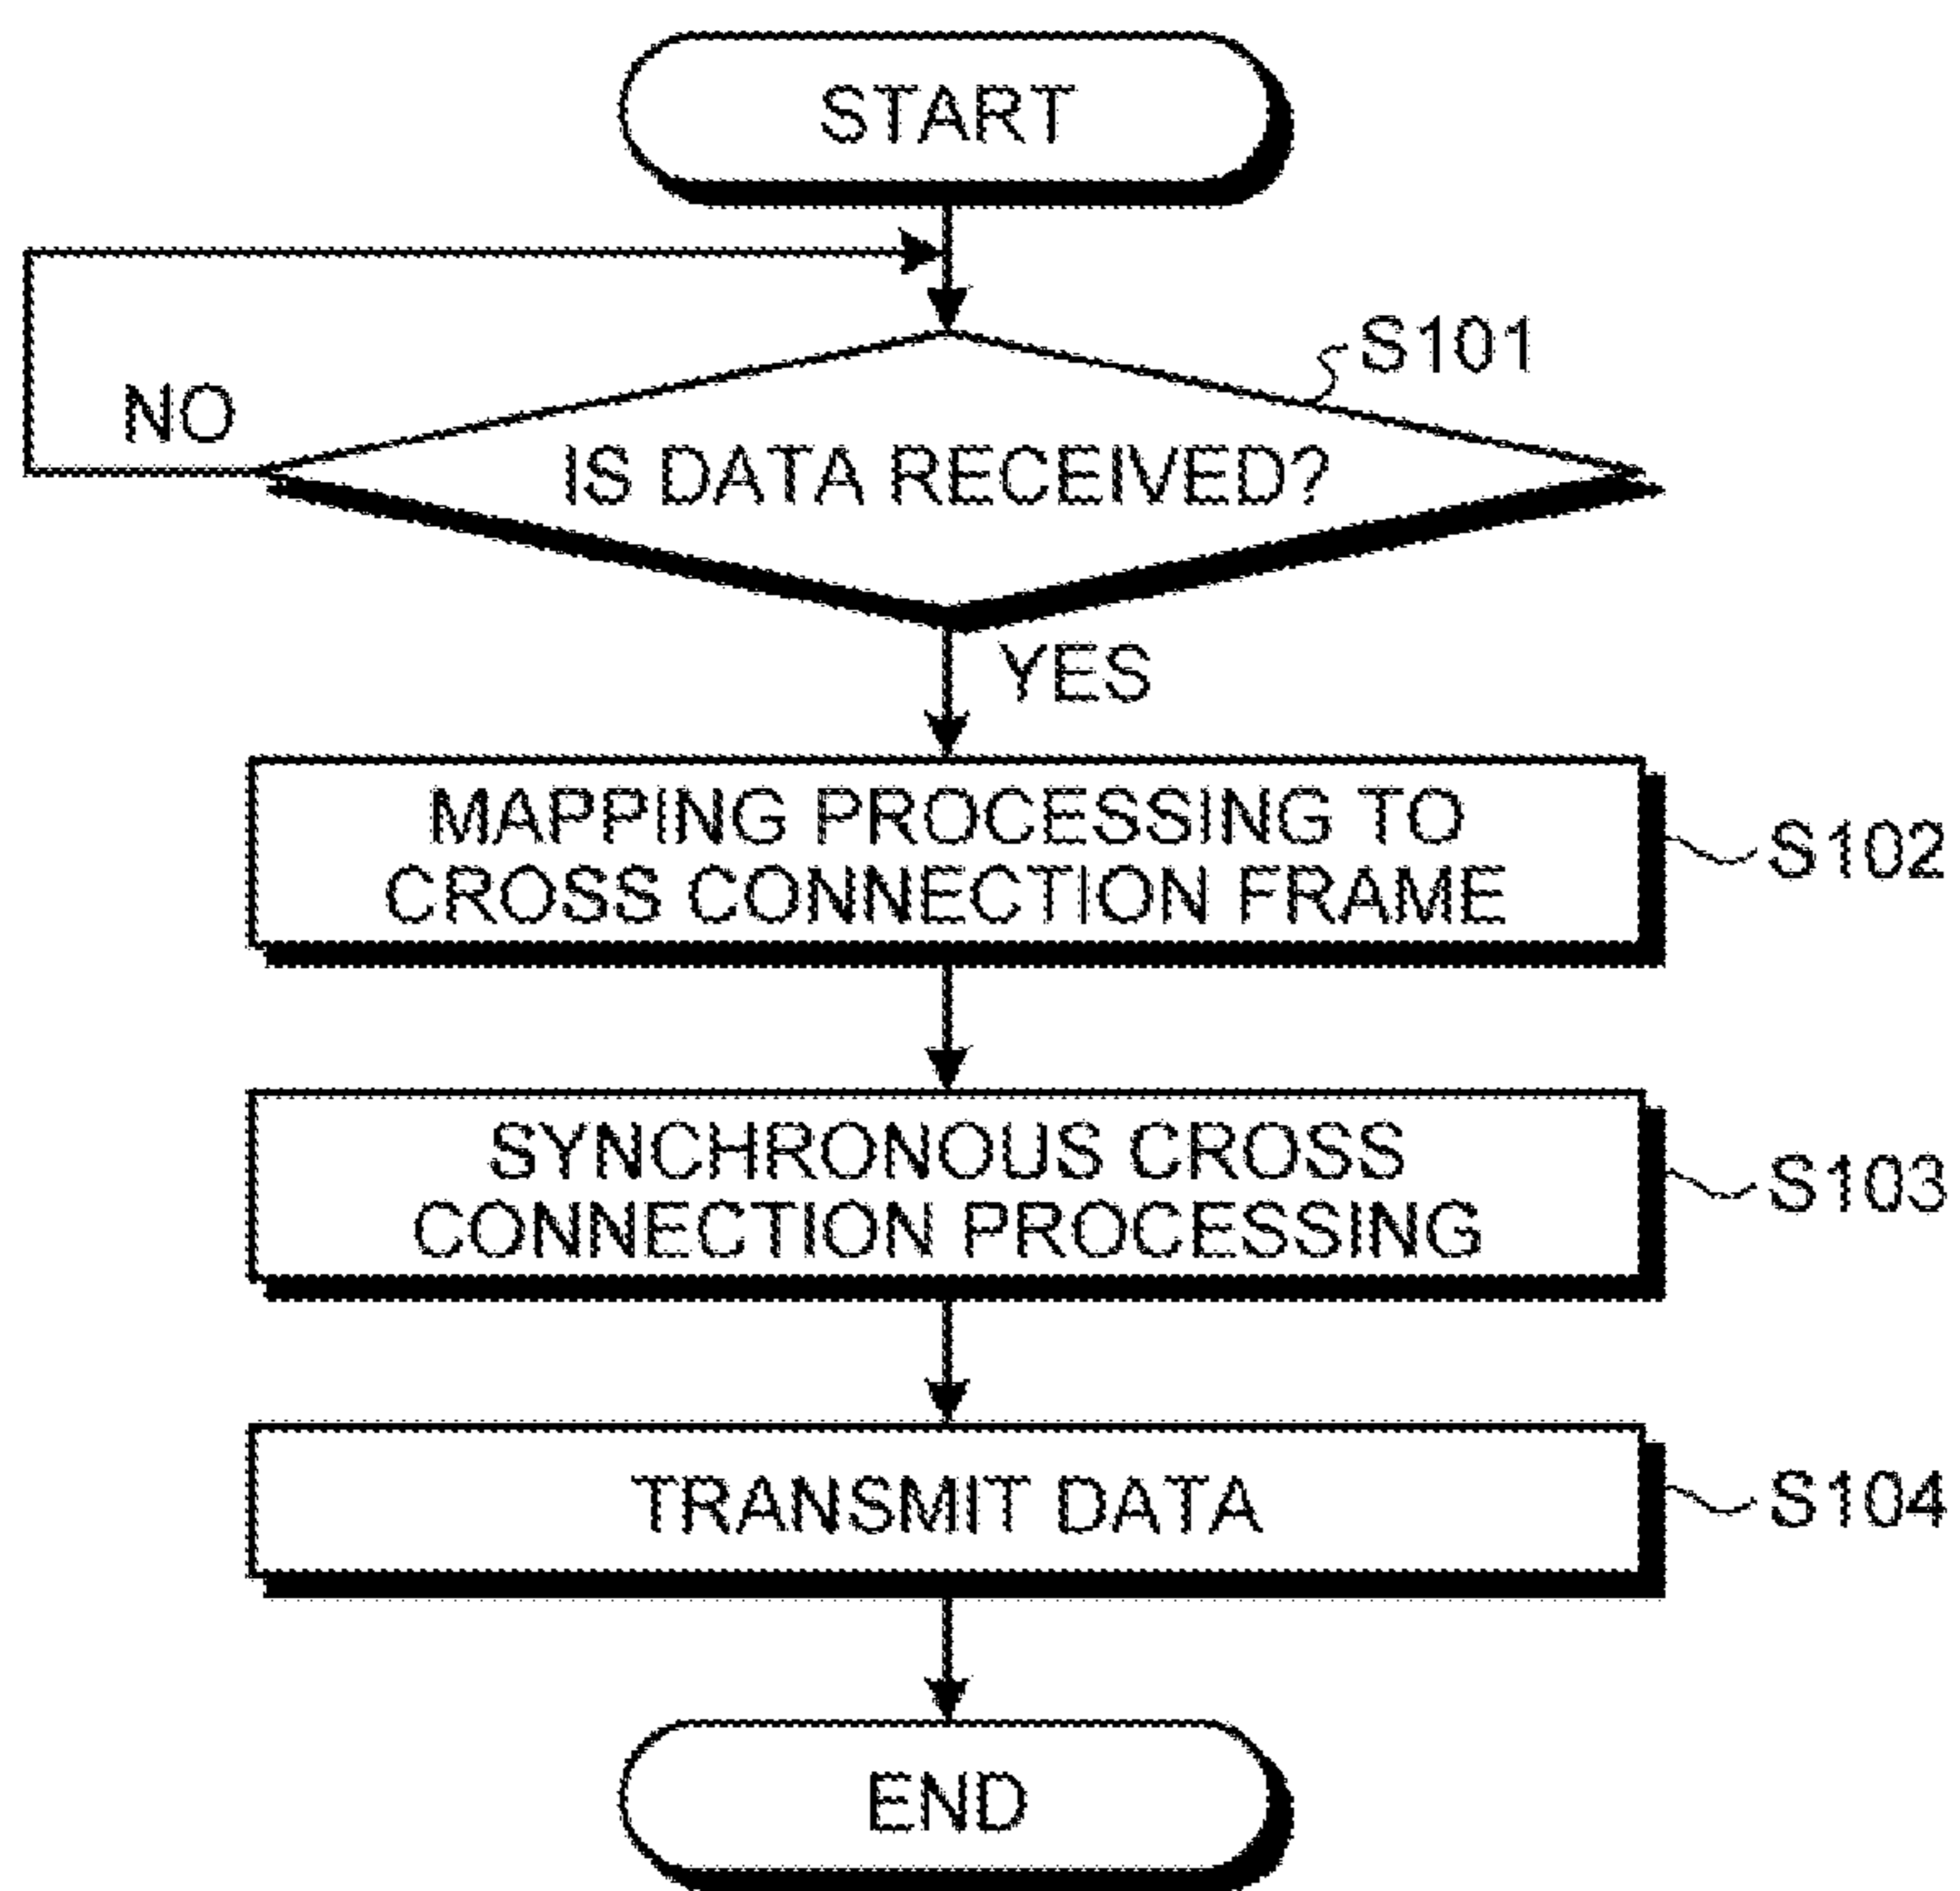 START
S101
NO
IS DATA RECEIVED?
YES
MAPPING PROCESSING TO
CROSS CONNECTION FRAME
S102
SYNCHRONOUS CROSS
CONNECTION PROCESSING
S103
TRANSMIT DATA
S104
END